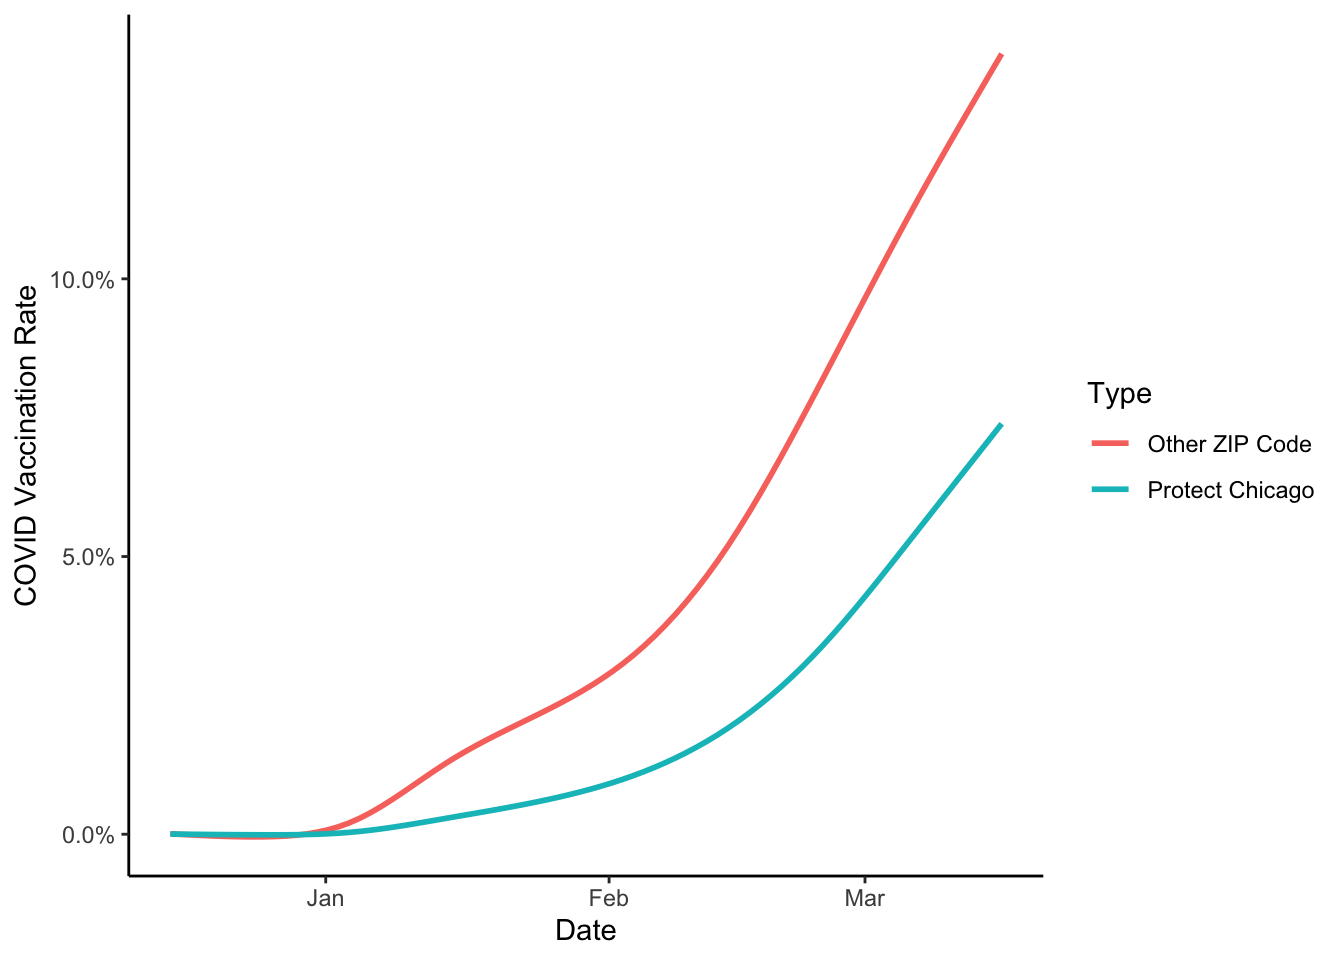 COVID Vaccination Rate
10.0%
5.0%
0.0%
Jan Feb Mar
Date
Type
Other ZIP Code
Protect Chicago